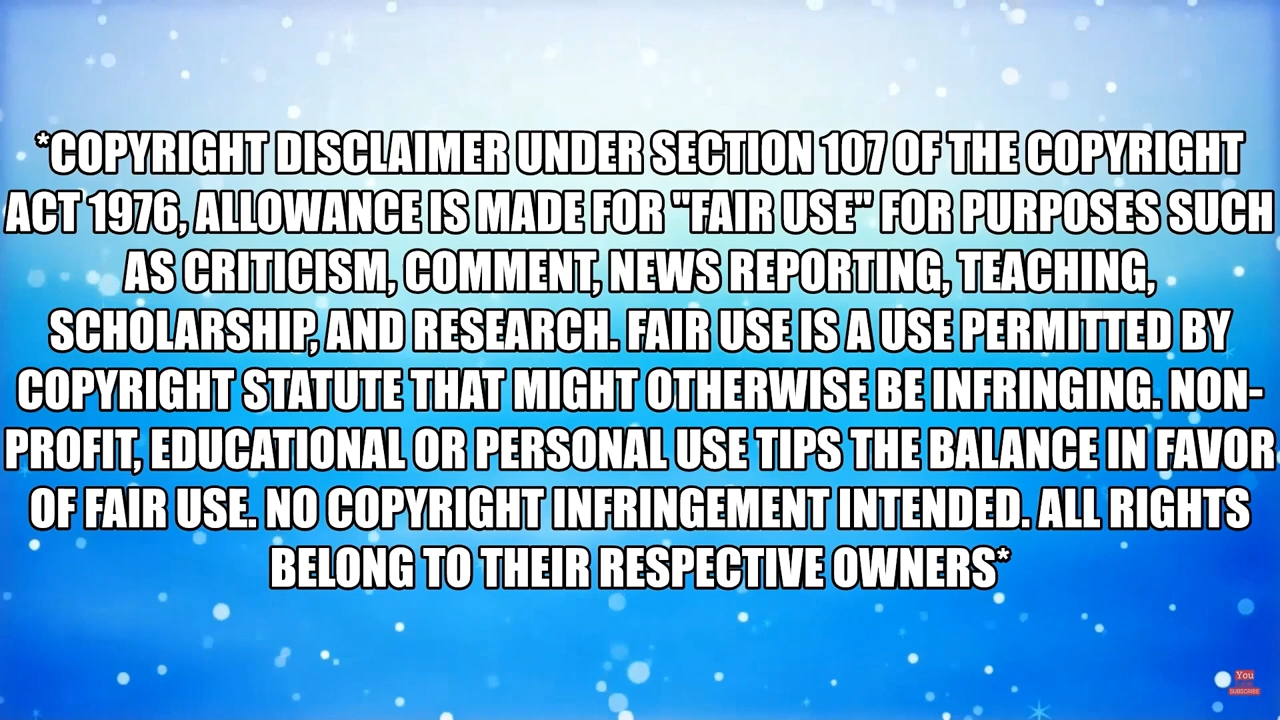 *COPYRIGHT DISCLAIMER UNDER SECTION 107 OF THE COPYRIGHT
ACT 1976, ALLOWANCE IS MADE FOR "FAIR USE" FOR PURPOSES SUCH
AS CRITICISM, COMMENT, NEWS REPORTING, TEACHING,
SCHOLARSHIP, AND RESEARCH. FAIR USE IS A USE PERMITTED BY
COPYRIGHT STATUTE THAT MIGHT OTHERWISE BE INFRINGING. NON-
PROFIT, EDUCATIONAL OR PERSONAL USE TIPS THE BALANCE IN FAVOR
OF FAIR USE. NO COPYRIGHT INFRINGEMENT INTENDED. ALL RIGHTS
BELONG TO THEIR RESPECTIVE OWNERS*
You
SUBSCRIBE